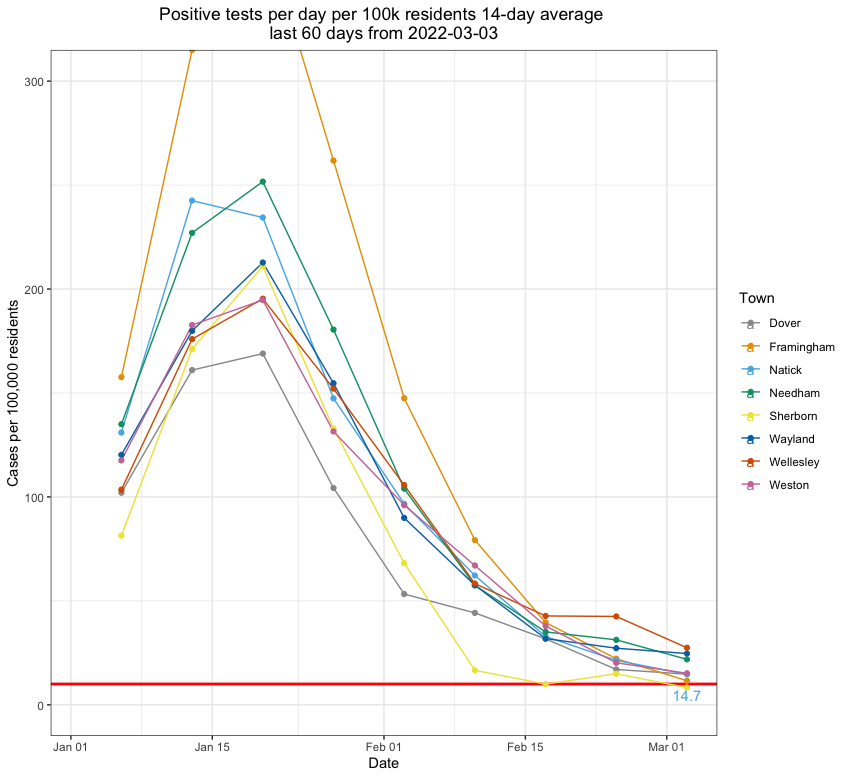 Positive tests per day per 100k residents 14-day average
last 60 days from 2022-03-03
Cases per 100,000 residents
300
200
100
0
14.7
Jan 01
Jan 15
Feb 01
Feb 15
Mar 01
Date
Town
a Dover
a Framingham
a Natick
a Needham
a Sherborn
a Wayland
a Wellesley
a Weston